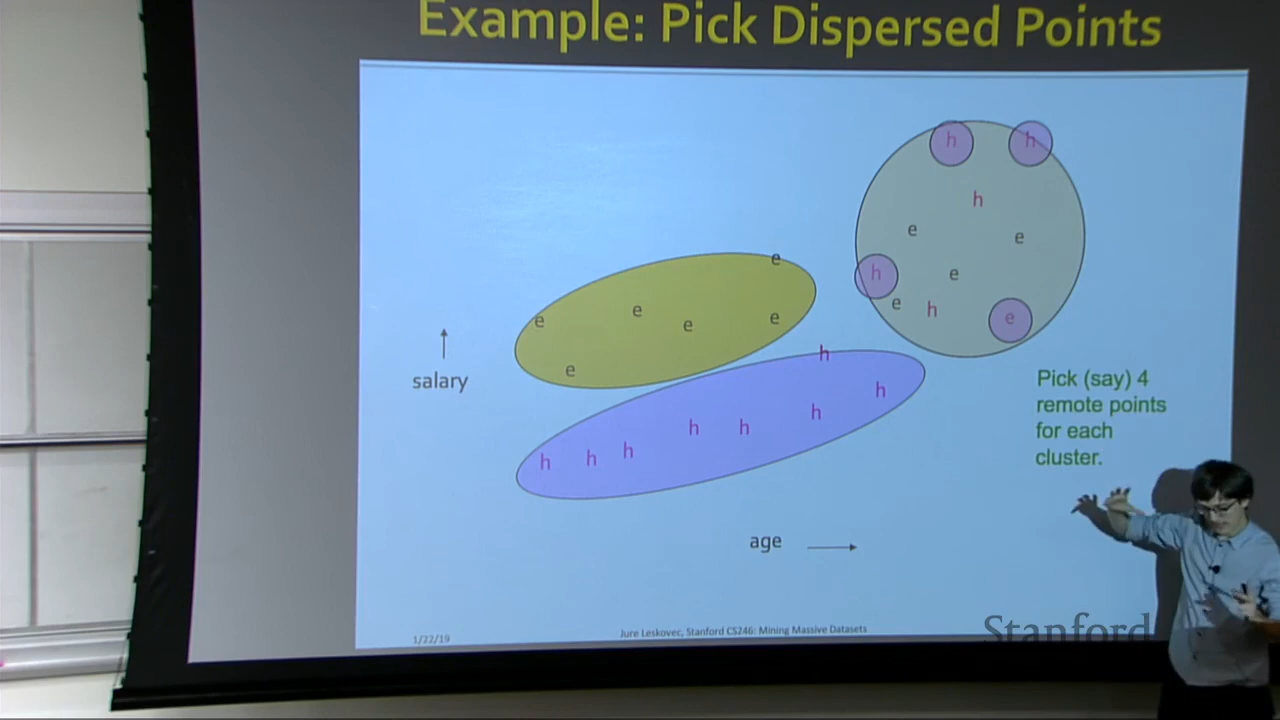 Example: Pick Dispersed Points
h h
h
e e
h e
e h e
e
e e e e
e
h
h
h
h h
h h h
salary
age
Pick (say) 4
remote points
for each
cluster.
1/22/19
Jure Leskovec, Stanford CS246: Mining Massive Datasets
Stanford